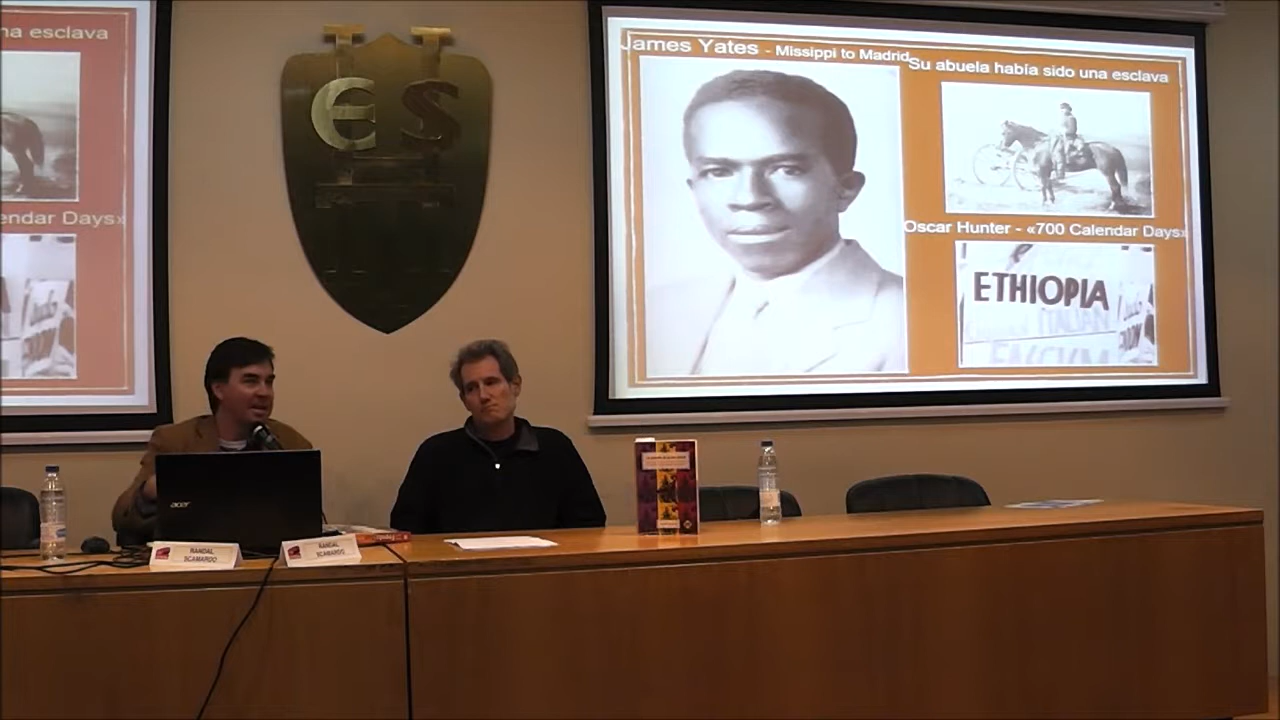 na esclava
endar Days»
E S
James Yates - Missippi to Madrid
Su abuela había sido una esclava
Oscar Hunter - «700 Calendar Days»
ETHIOPIA
ITALIAN
acer
RANDAL
SCAMARDO
RANDAL
SCAMARDO